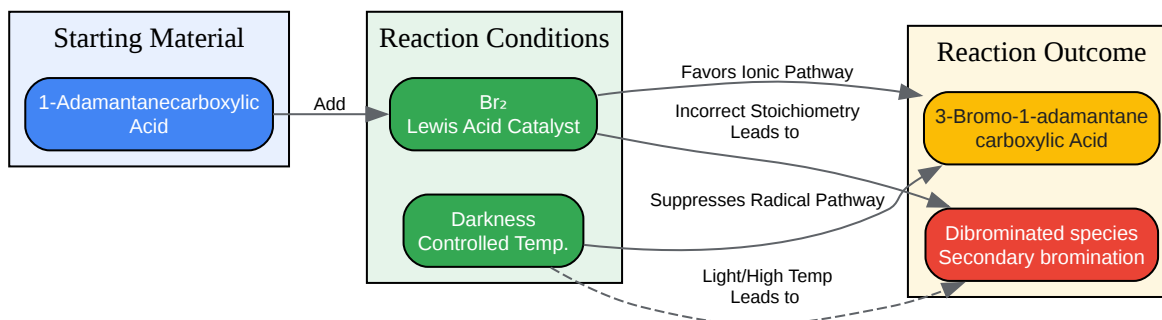 Starting Material
1-Adamantanecarboxylic
Acid
Add
Reaction Conditions
Br₂
Lewis Acid Catalyst
Darkness
Controlled Temp.
Favors Ionic Pathway
Incorrect Stoichiometry
Leads to
Suppresses Radical Pathway
Light/High Temp
Leads to
Reaction Outcome
3-Bromo-1-adamantane
carboxylic Acid
Dibrominated species
Secondary bromination